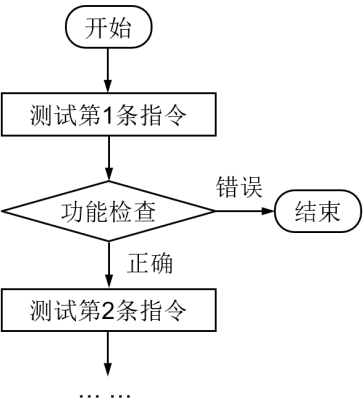 开始
测试第1条指令
功能检查
错误
结束
正确
测试第2条指令
… …